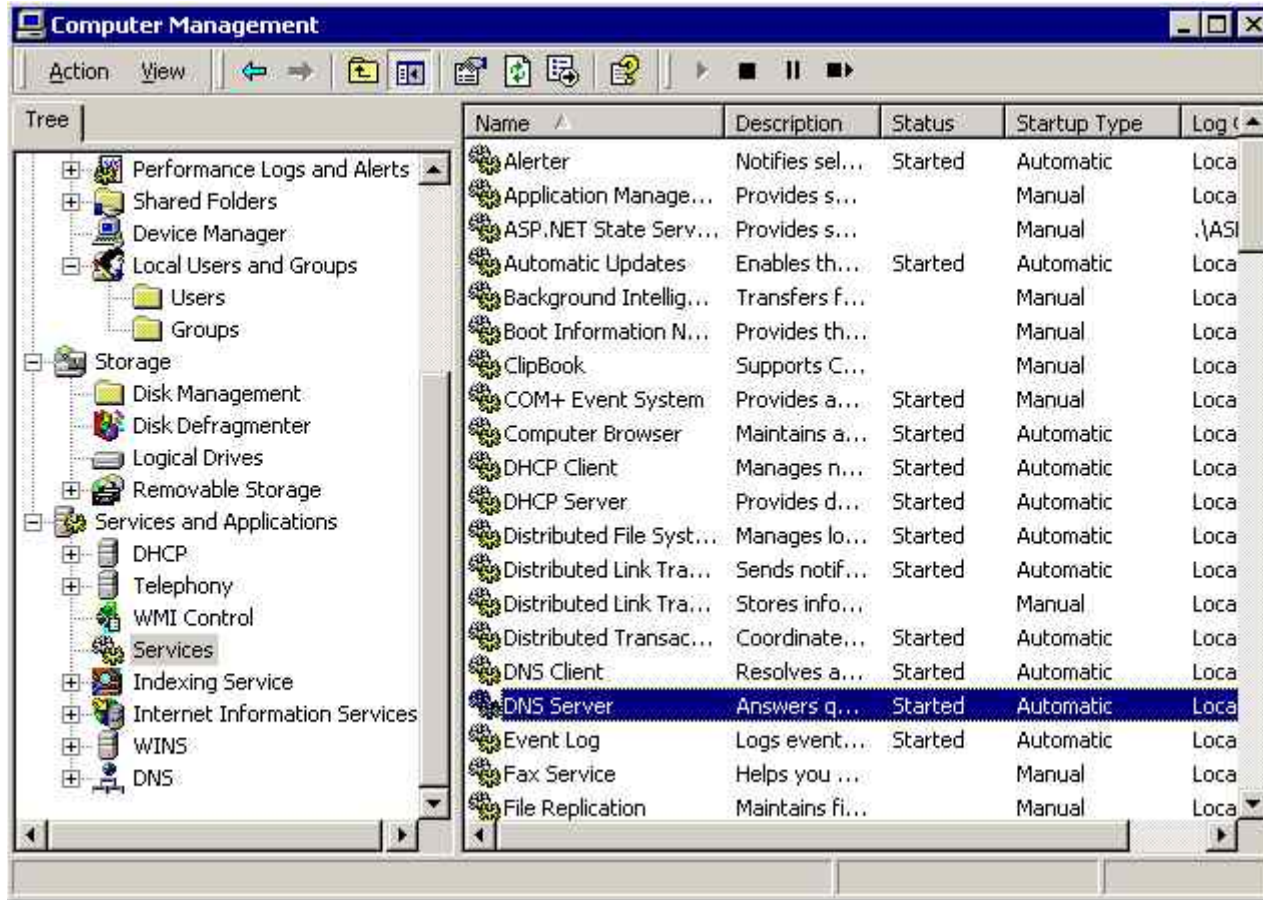 Computer Management
Action View
Tree
Performance Logs and Alerts
Shared Folders
Device Manager
Local Users and Groups
Users
Groups
Storage
Disk Management
Disk Defragmenter
Logical Drives
Removable Storage
Services and Applications
DHCP
Telephony
WMI Control
Services
Indexing Service
Internet Information Services
WINS
DNS
Name Description Status Startup Type Log
Alerter Notifies sel... Started Automatic Loca
Application Manage... Provides s... Manual Loca
ASP.NET State Serv... Provides s... Manual .\AS
Automatic Updates Enables th... Started Automatic Loca
Background Intellig... Transfers f... Manual Loca
Boot Information N... Provides th... Manual Loca
ClipBook Supports C... Manual Loca
COM+ Event System Provides a... Started Manual Loca
Computer Browser Maintains a... Started Automatic Loca
DHCP Client Manages n... Started Automatic Loca
DHCP Server Provides d... Started Automatic Loca
Distributed File Syst... Manages lo... Started Automatic Loca
Distributed Link Tra... Sends notif... Started Automatic Loca
Distributed Link Tra... Stores info... Manual Loca
Distributed Transac... Coordinate... Started Automatic Loca
DNS Client Resolves a... Started Automatic Loca
DNS Server Answers q... Started Automatic Loca
Event Log Logs event... Started Automatic Loca
Fax Service Helps you ... Manual Loca
File Replication Maintains fi... Manual Loca